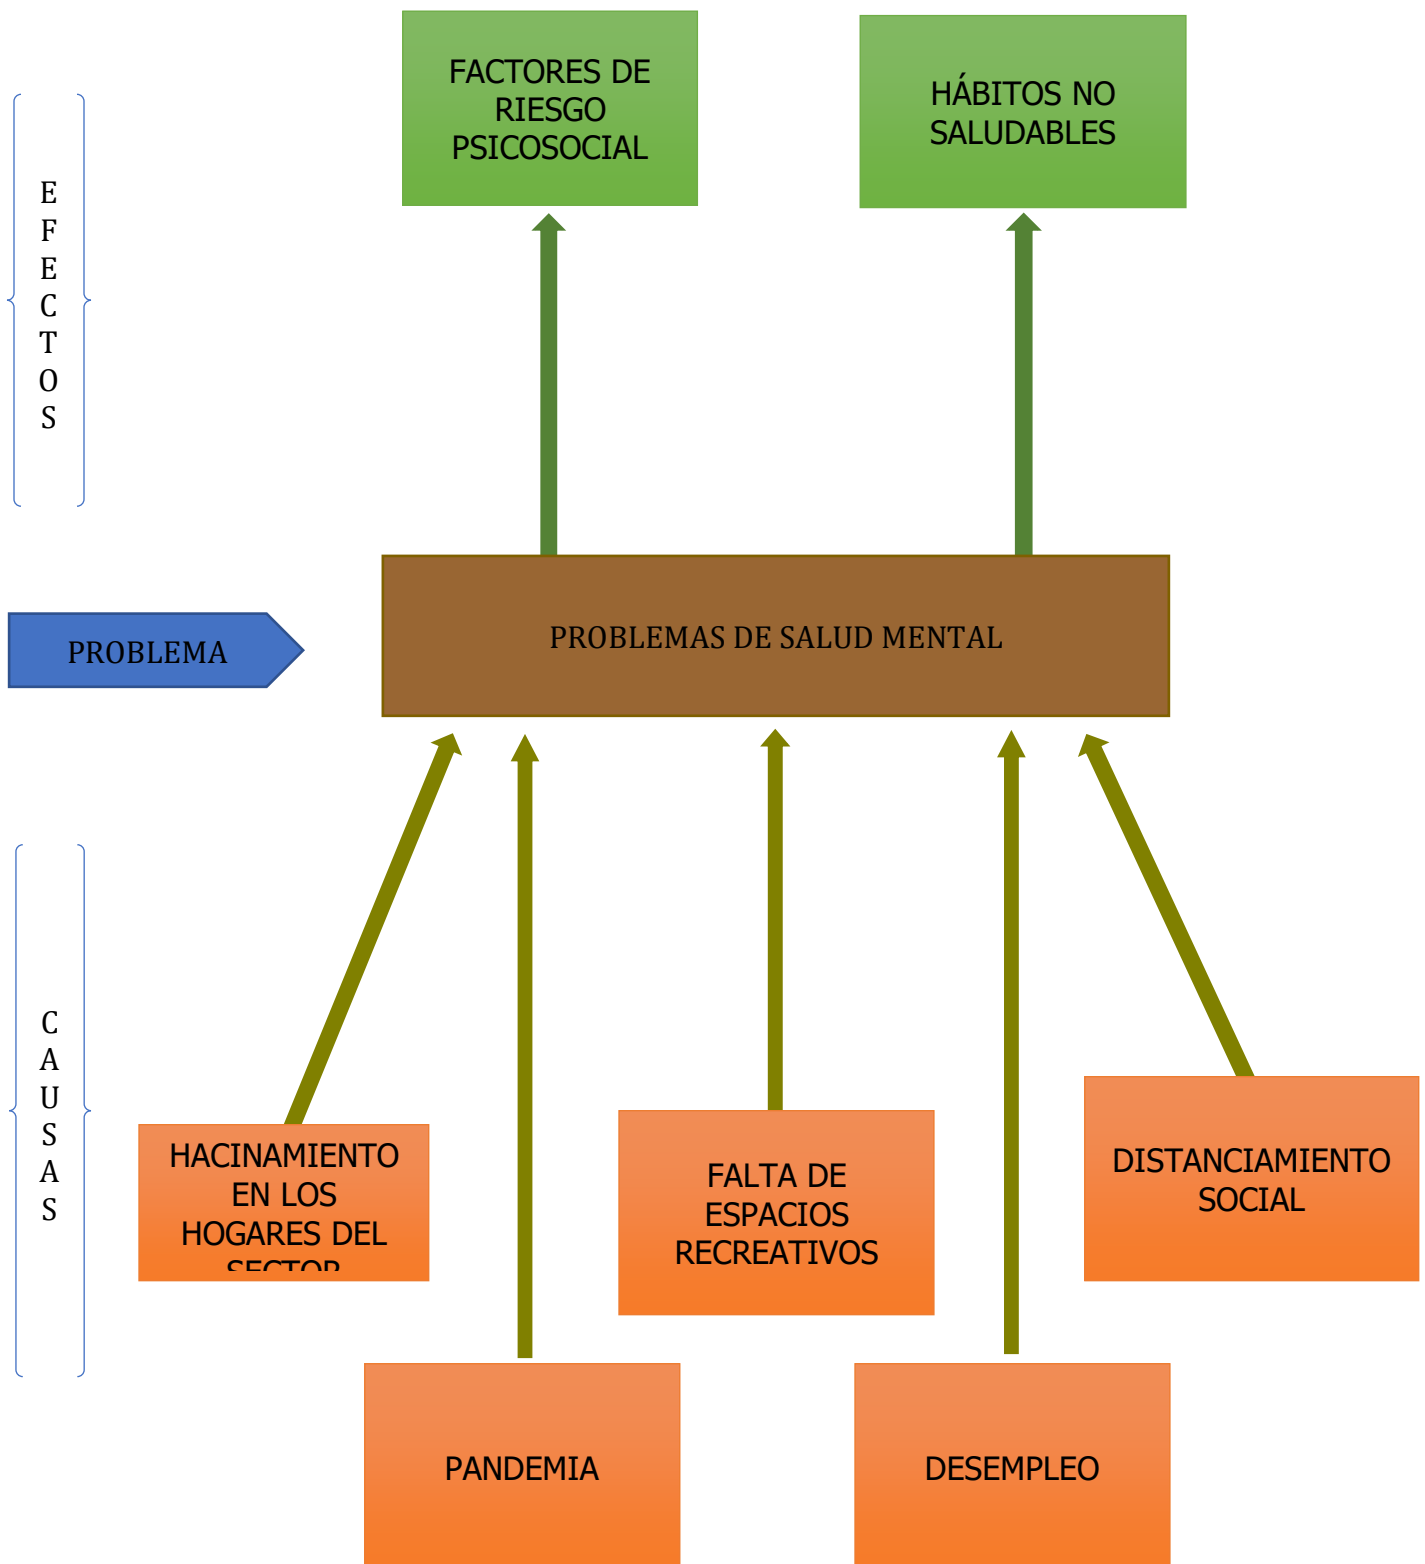 FACTORES DE
RIESGO
PSICOSOCIAL
HÁBITOS NO
SALUDABLES
E
F
E
C
T
O
S
PROBLEMA
PROBLEMAS DE SALUD MENTAL
C
A
U
S
A
S
HACINAMIENTO
EN LOS
HOGARES DEL
SECTOR
FALTA DE
ESPACIOS
RECREATIVOS
DISTANCIAMIENTO
SOCIAL
PANDEMIA
DESEMPLEO